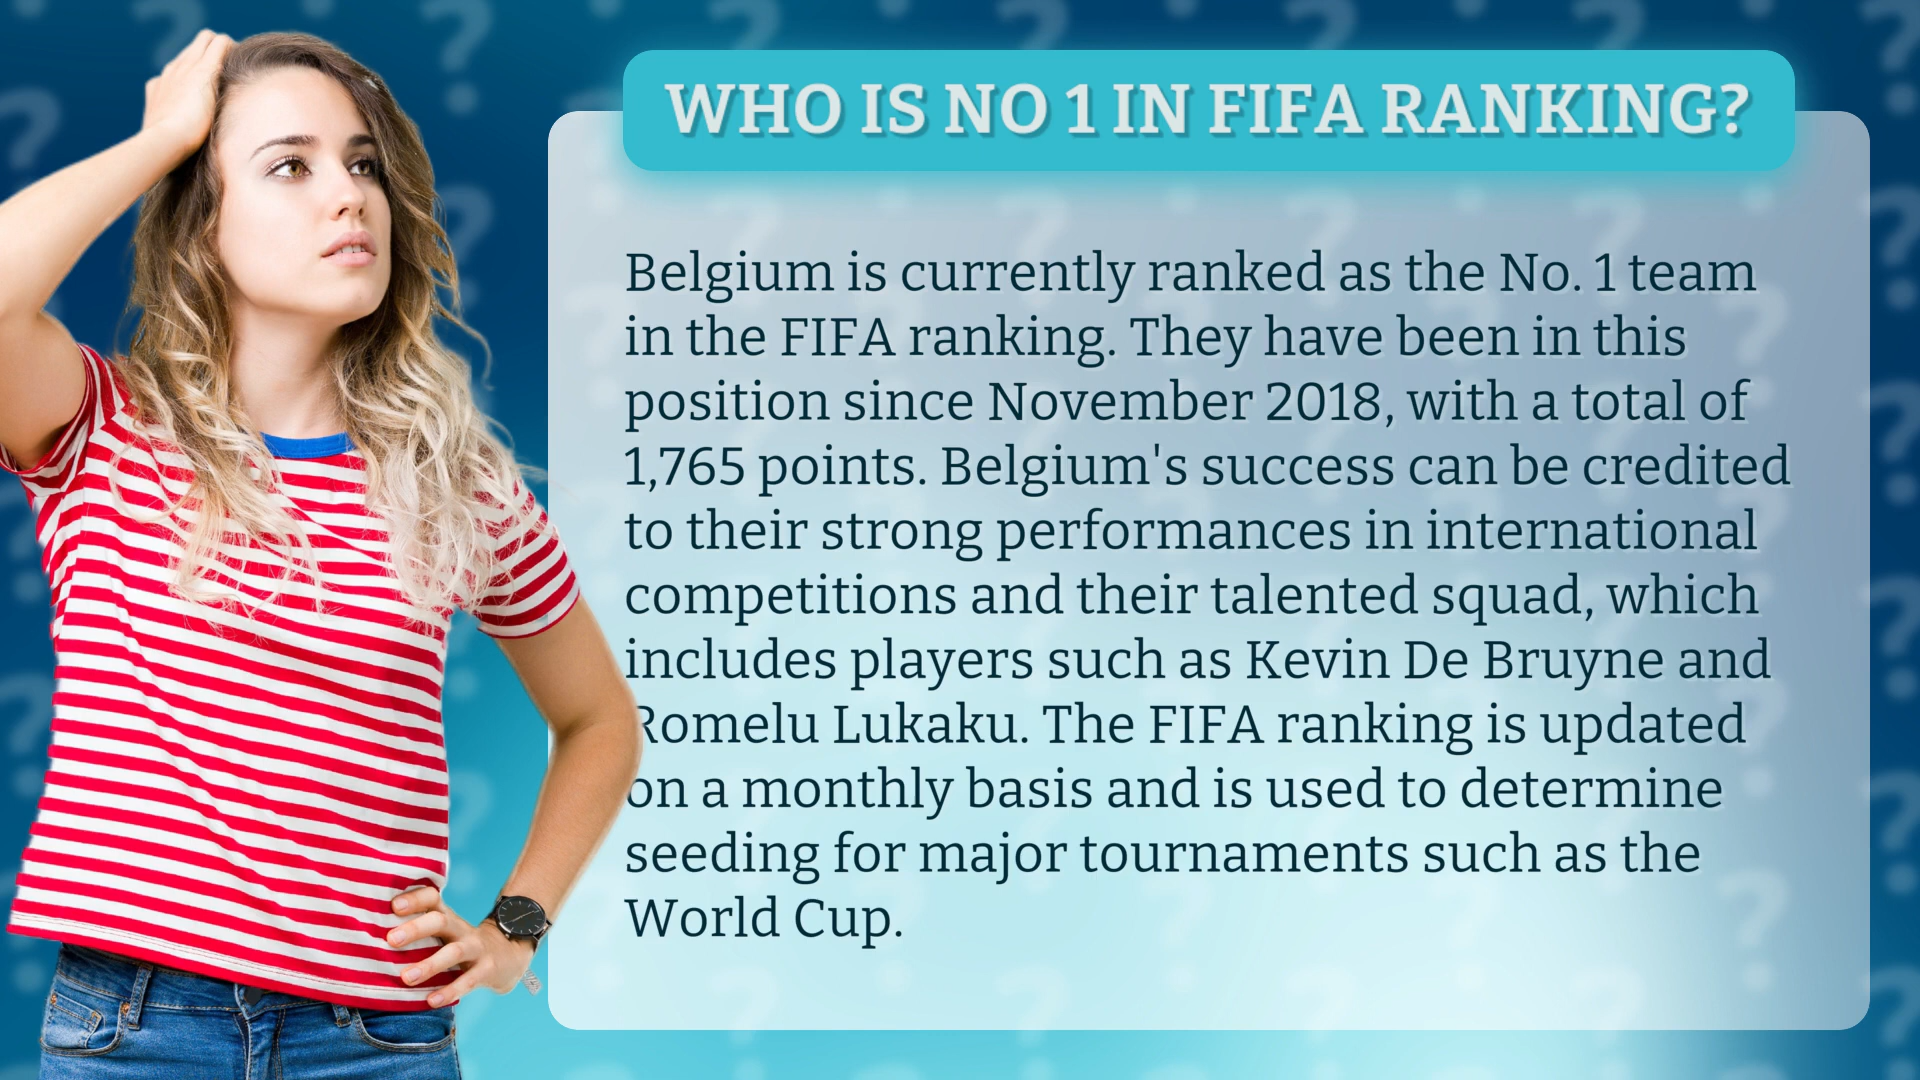 WHO IS NO 1 IN FIFA RANKING?
Belgium is currently ranked as the No. 1 team
in the FIFA ranking. They have been in this
position since November 2018, with a total of
1,765 points. Belgium's success can be credited
to their strong performances in international
competitions and their talented squad, which
includes players such as Kevin De Bruyne and
Romelu Lukaku. The FIFA ranking is updated
on a monthly basis and is used to determine
seeding for major tournaments such as the
World Cup.